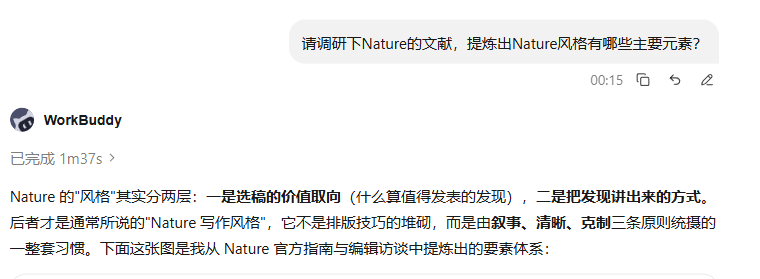 请调研下Nature的文献，提炼出Nature风格有哪些主要元素？
00:15
WorkBuddy
已完成 1m37s >
Nature 的"风格"其实分两层：一是选稿的价值取向（什么算值得发表的发现），二是把发现讲出来的方式。
后者才是通常所说的"Nature 写作风格"，它不是排版技巧的堆砌，而是由叙事、清晰、克制三条原则统摄的
一整套习惯。下面这张图是我从 Nature 官方指南与编辑访谈中提炼出的要素体系：